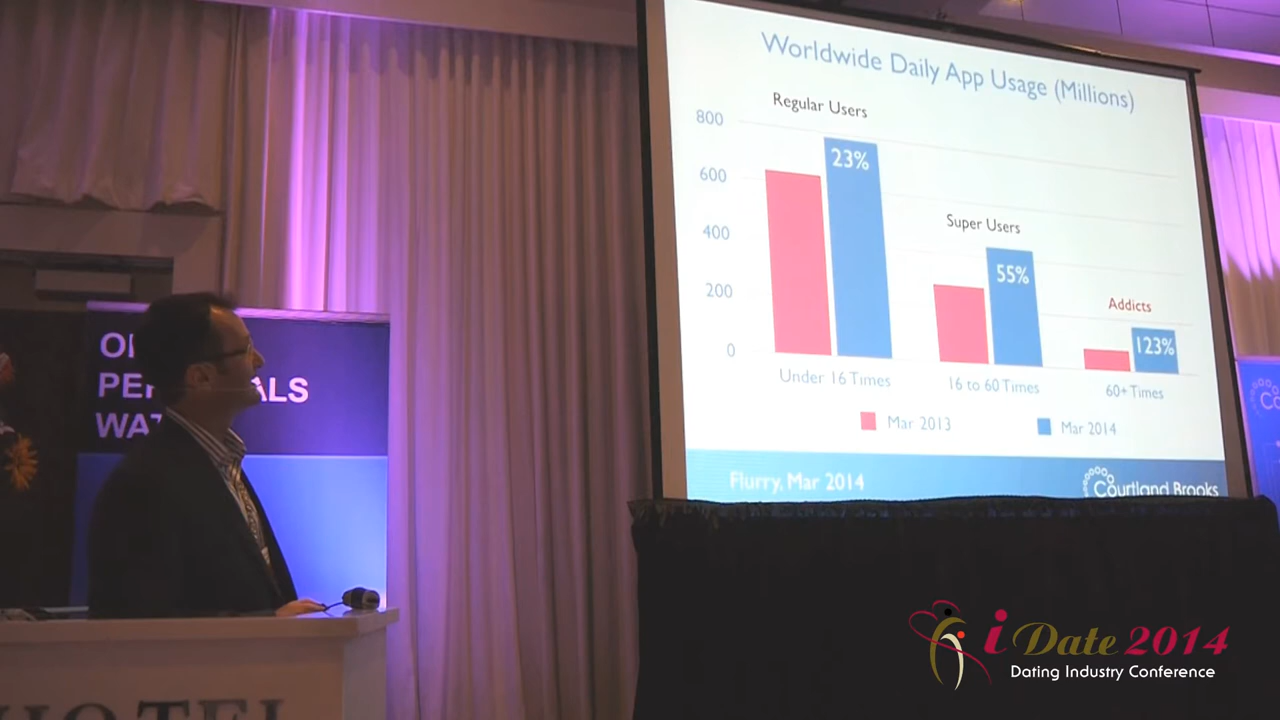 Worldwide Daily App Usage (Millions)
Regular Users
800
600
400
200
0
23%
Super Users
55%
Addicts
123%
Under 16 Times
16 to 60 Times
60+ Times
Mar 2013
Mar 2014
Flurry, Mar 2014
Courtland Brooks
HOTEL
i Date 2014
Dating Industry Conference